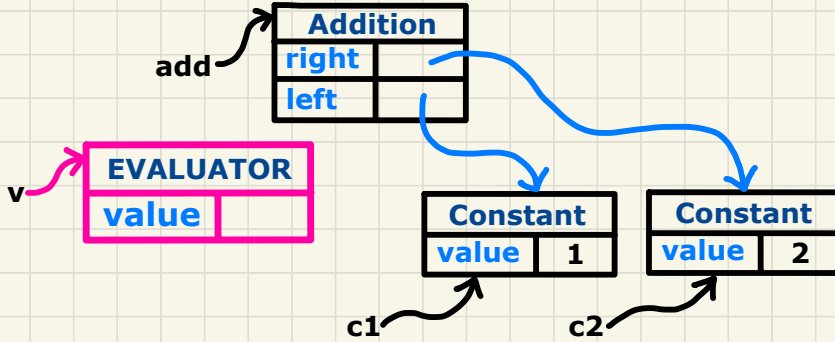 Addition
right
add
left
EVALUATOR
v
value
Constant
value 1
Constant
value 2
c1
c2